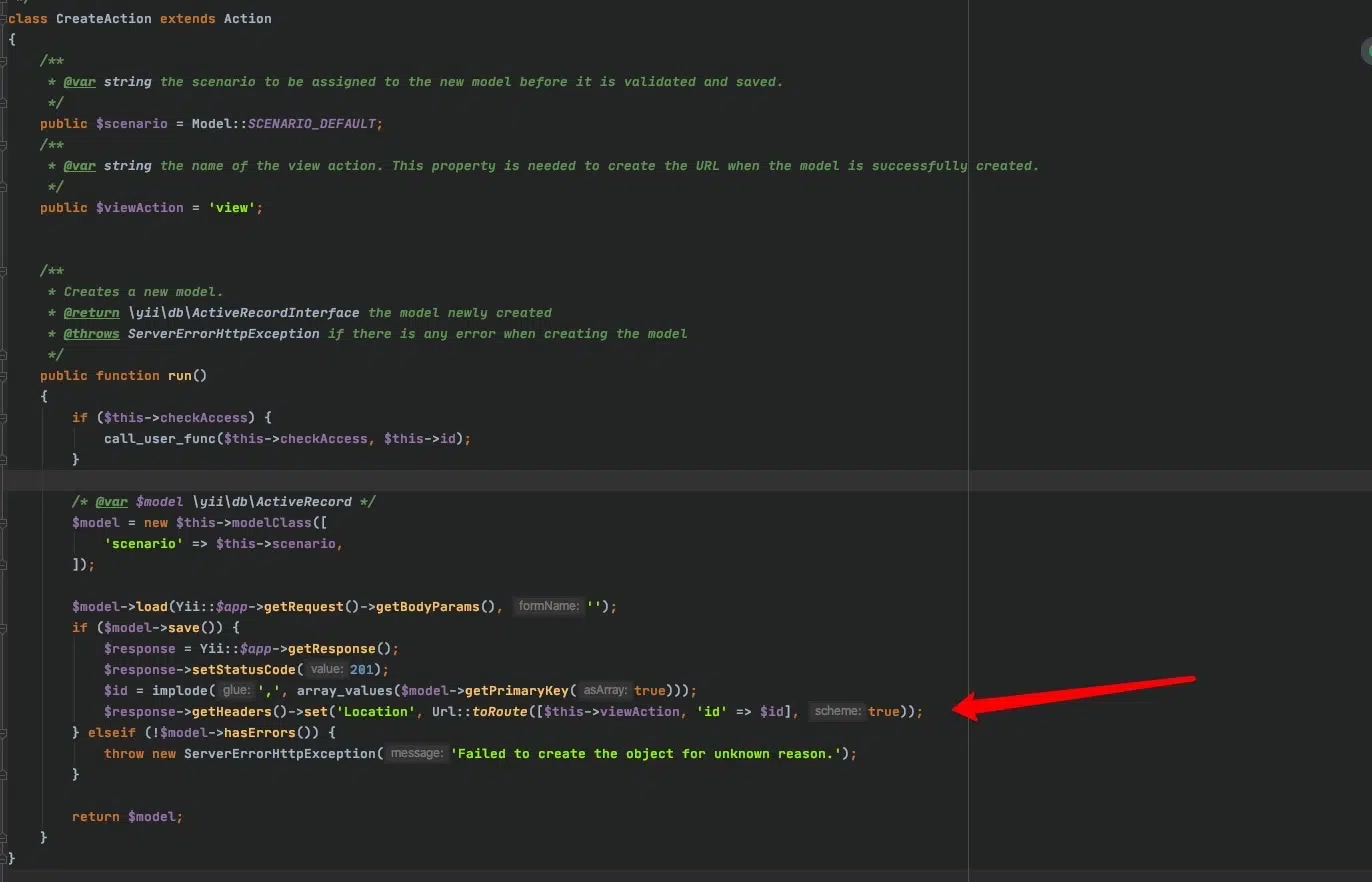 */
class CreateAction extends Action
{
/**
* @var string the scenario to be assigned to the new model before it is validated and saved.
*/
public $scenario = Model::SCENARIO_DEFAULT;
/**
* @var string the name of the view action. This property is needed to create the URL when the model is successfully created.
*/
public $viewAction = 'view';
/**
* Creates a new model.
* @return \yii\db\ActiveRecordInterface the model newly created
* @throws ServerErrorHttpException if there is any error when creating the model
*/
public function run()
{
if ($this->checkAccess) {
call_user_func($this->checkAccess, $this->id);
}
/* @var $model \yii\db\ActiveRecord */
$model = new $this->modelClass([
'scenario' => $this->scenario,
]);
$model->load(Yii::$app->getRequest()->getBodyParams(), formName: '');
if ($model->save()) {
$response = Yii::$app->getResponse();
$response->setStatusCode( value: 201);
$id = implode( glue: ',', array_values($model->getPrimaryKey( asArray: true)));
$response->getHeaders()->set('Location', Url::toRoute([$this->viewAction, 'id' => $id], scheme: true));
} elseif (!$model->hasErrors()) {
throw new ServerErrorHttpException( message: 'Failed to create the object for unknown reason.');
}
return $model;
}
}